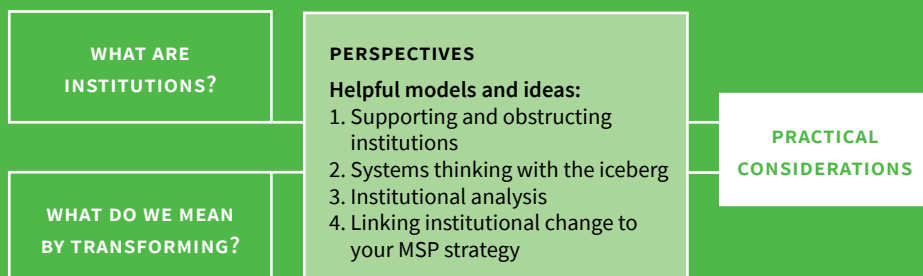 WHAT ARE
INSTITUTIONS?
WHAT DO WE MEAN
BY TRANSFORMING?
PERSPECTIVES
Helpful models and ideas:
1. Supporting and obstructing
institutions
2. Systems thinking with the iceberg
3. Institutional analysis
4. Linking institutional change to
your MSP strategy
PRACTICAL
CONSIDERATIONS